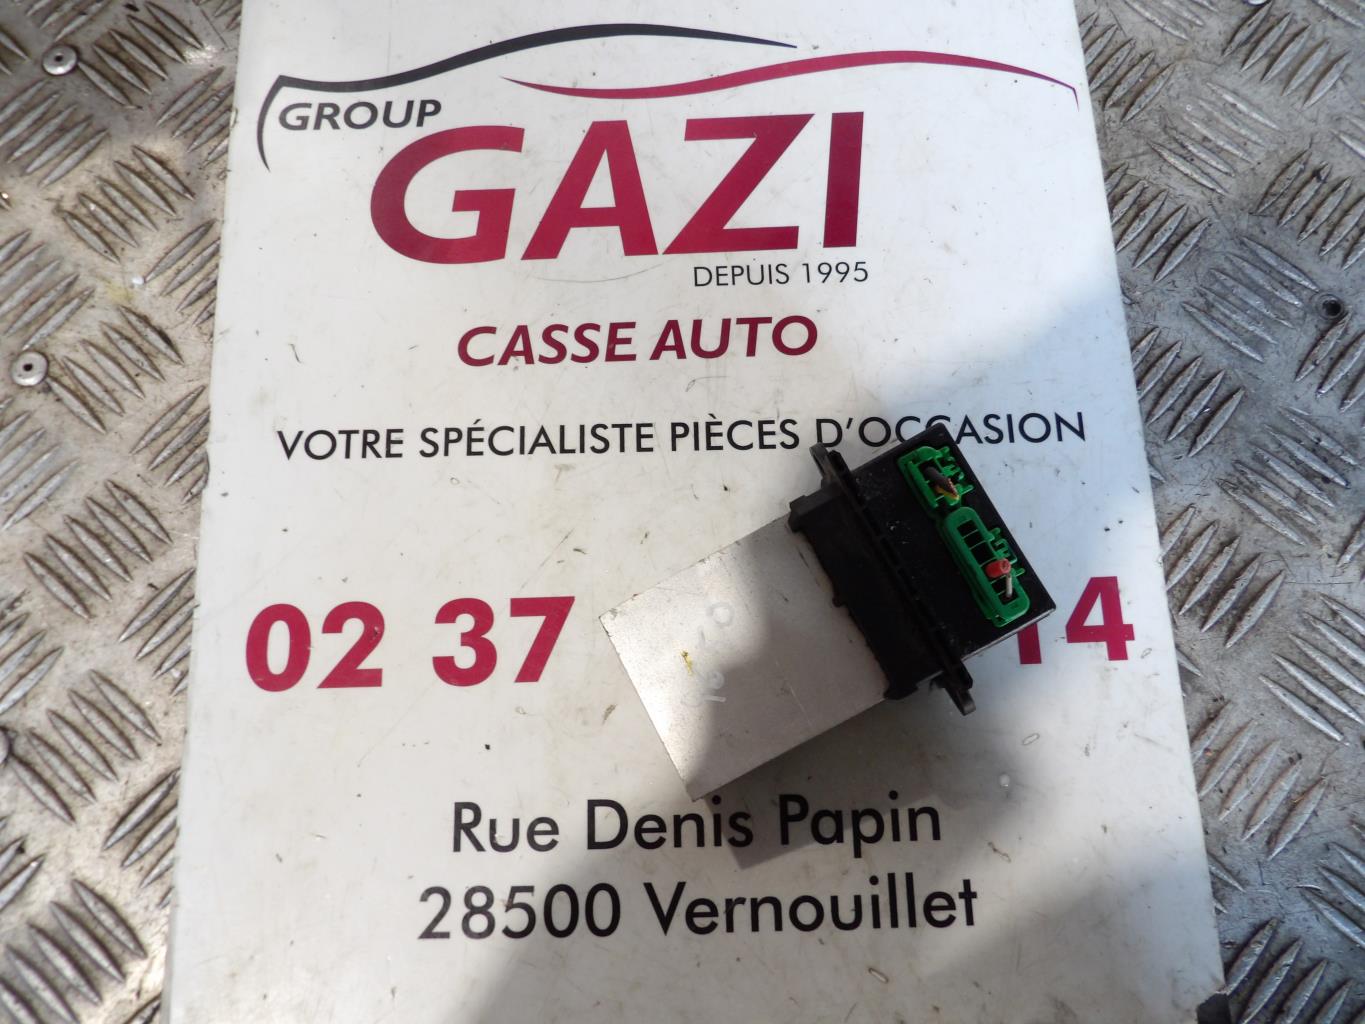 GROUP
GAZI
DEPUIS 1995
CASSE AUTO
VOTRE SPÉCIALISTE PIÈCES D'OCCASION
02 37 14
Rue Denis Papin
28500 Vernouillet